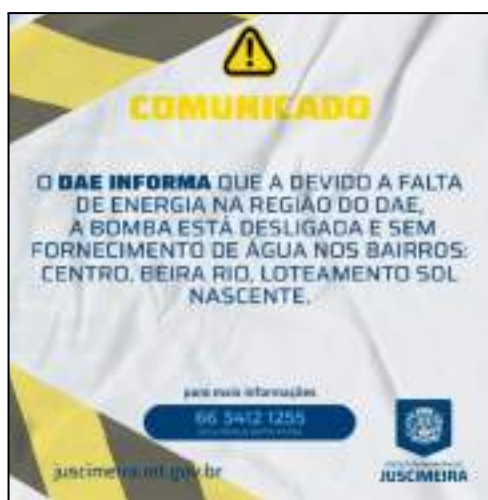 COMUNICADO
O DAE INFORMA QUE A DEVIDO A FALTA
DE ENERGIA NA REGIÃO DO DAE,
A BOMBA ESTÁ DESLIGADA E SEM
FORNECIMENTO DE ÁGUA NOS BAIRROS:
CENTRO, BEIRA RIO, LOTEAMENTO SOL
NASCENTE.
para mais informações
66 3412 1255
juscimeira.mt.gov.br
JUSCIMEIRA